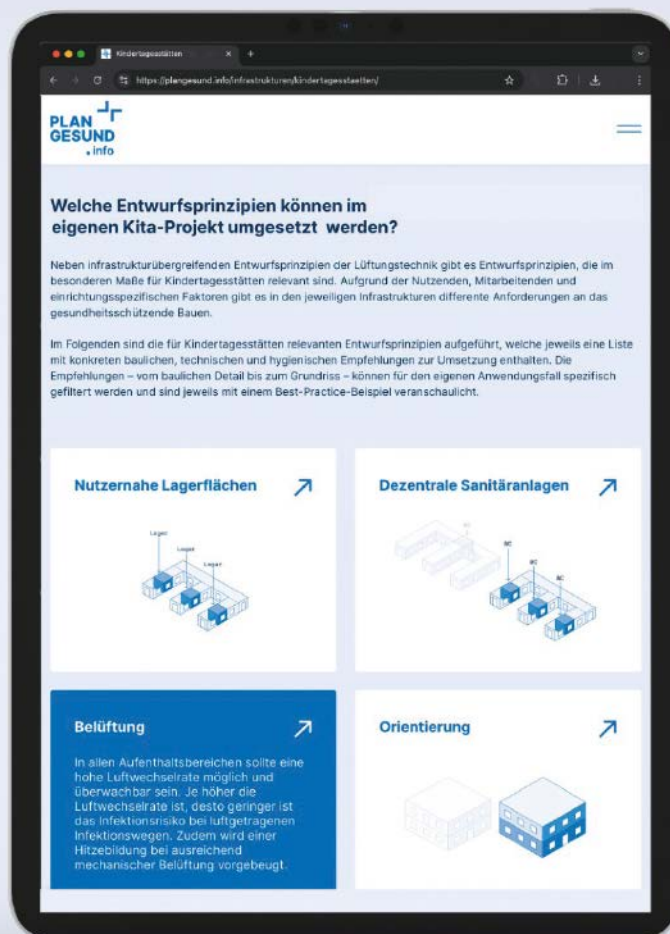 Kindertagesstätten
https://plangesund.info/infrastrukturen/kindertagesstaetten/
PLAN
GESUND
.info
Welche Entwurfsprinzipien können im
eigenen Kita-Projekt umgesetzt werden?
Neben infrastrukturübergreifenden Entwurfsprinzipien der Lüftungstechnik gibt es Entwurfsprinzipien, die im
besonderen Maße für Kindertagesstätten relevant sind. Aufgrund der Nutzenden, Mitarbeitenden und
einrichtungsspezifischen Faktoren gibt es in den jeweiligen Infrastrukturen differente Anforderungen an das
gesundheitsschützende Bauen.
Im Folgenden sind die für Kindertagesstätten relevanten Entwurfsprinzipien aufgeführt, welche jeweils eine Liste
mit konkreten baulichen, technischen und hygienischen Empfehlungen zur Umsetzung enthalten. Die
Empfehlungen – vom baulichen Detail bis zum Grundriss – können für den eigenen Anwendungsfall spezifisch
gefiltert werden und sind jeweils mit einem Best-Practice-Beispiel veranschaulicht.
Nutzernahe Lagerflächen
Lager
Lager
Lager
Dezentrale Sanitäranlagen
Belüftung
In allen Aufenthaltsbereichen sollte eine
hohe Luftwechselrate möglich und
überwachbar sein. Je höher die
Luftwechselrate ist, desto geringer ist
das Infektionsrisiko bei luftgetragenen
Infektionswegen. Zudem wird einer
Hitzebildung bei ausreichend
mechanischer Belüftung vorgebeugt.
Orientierung